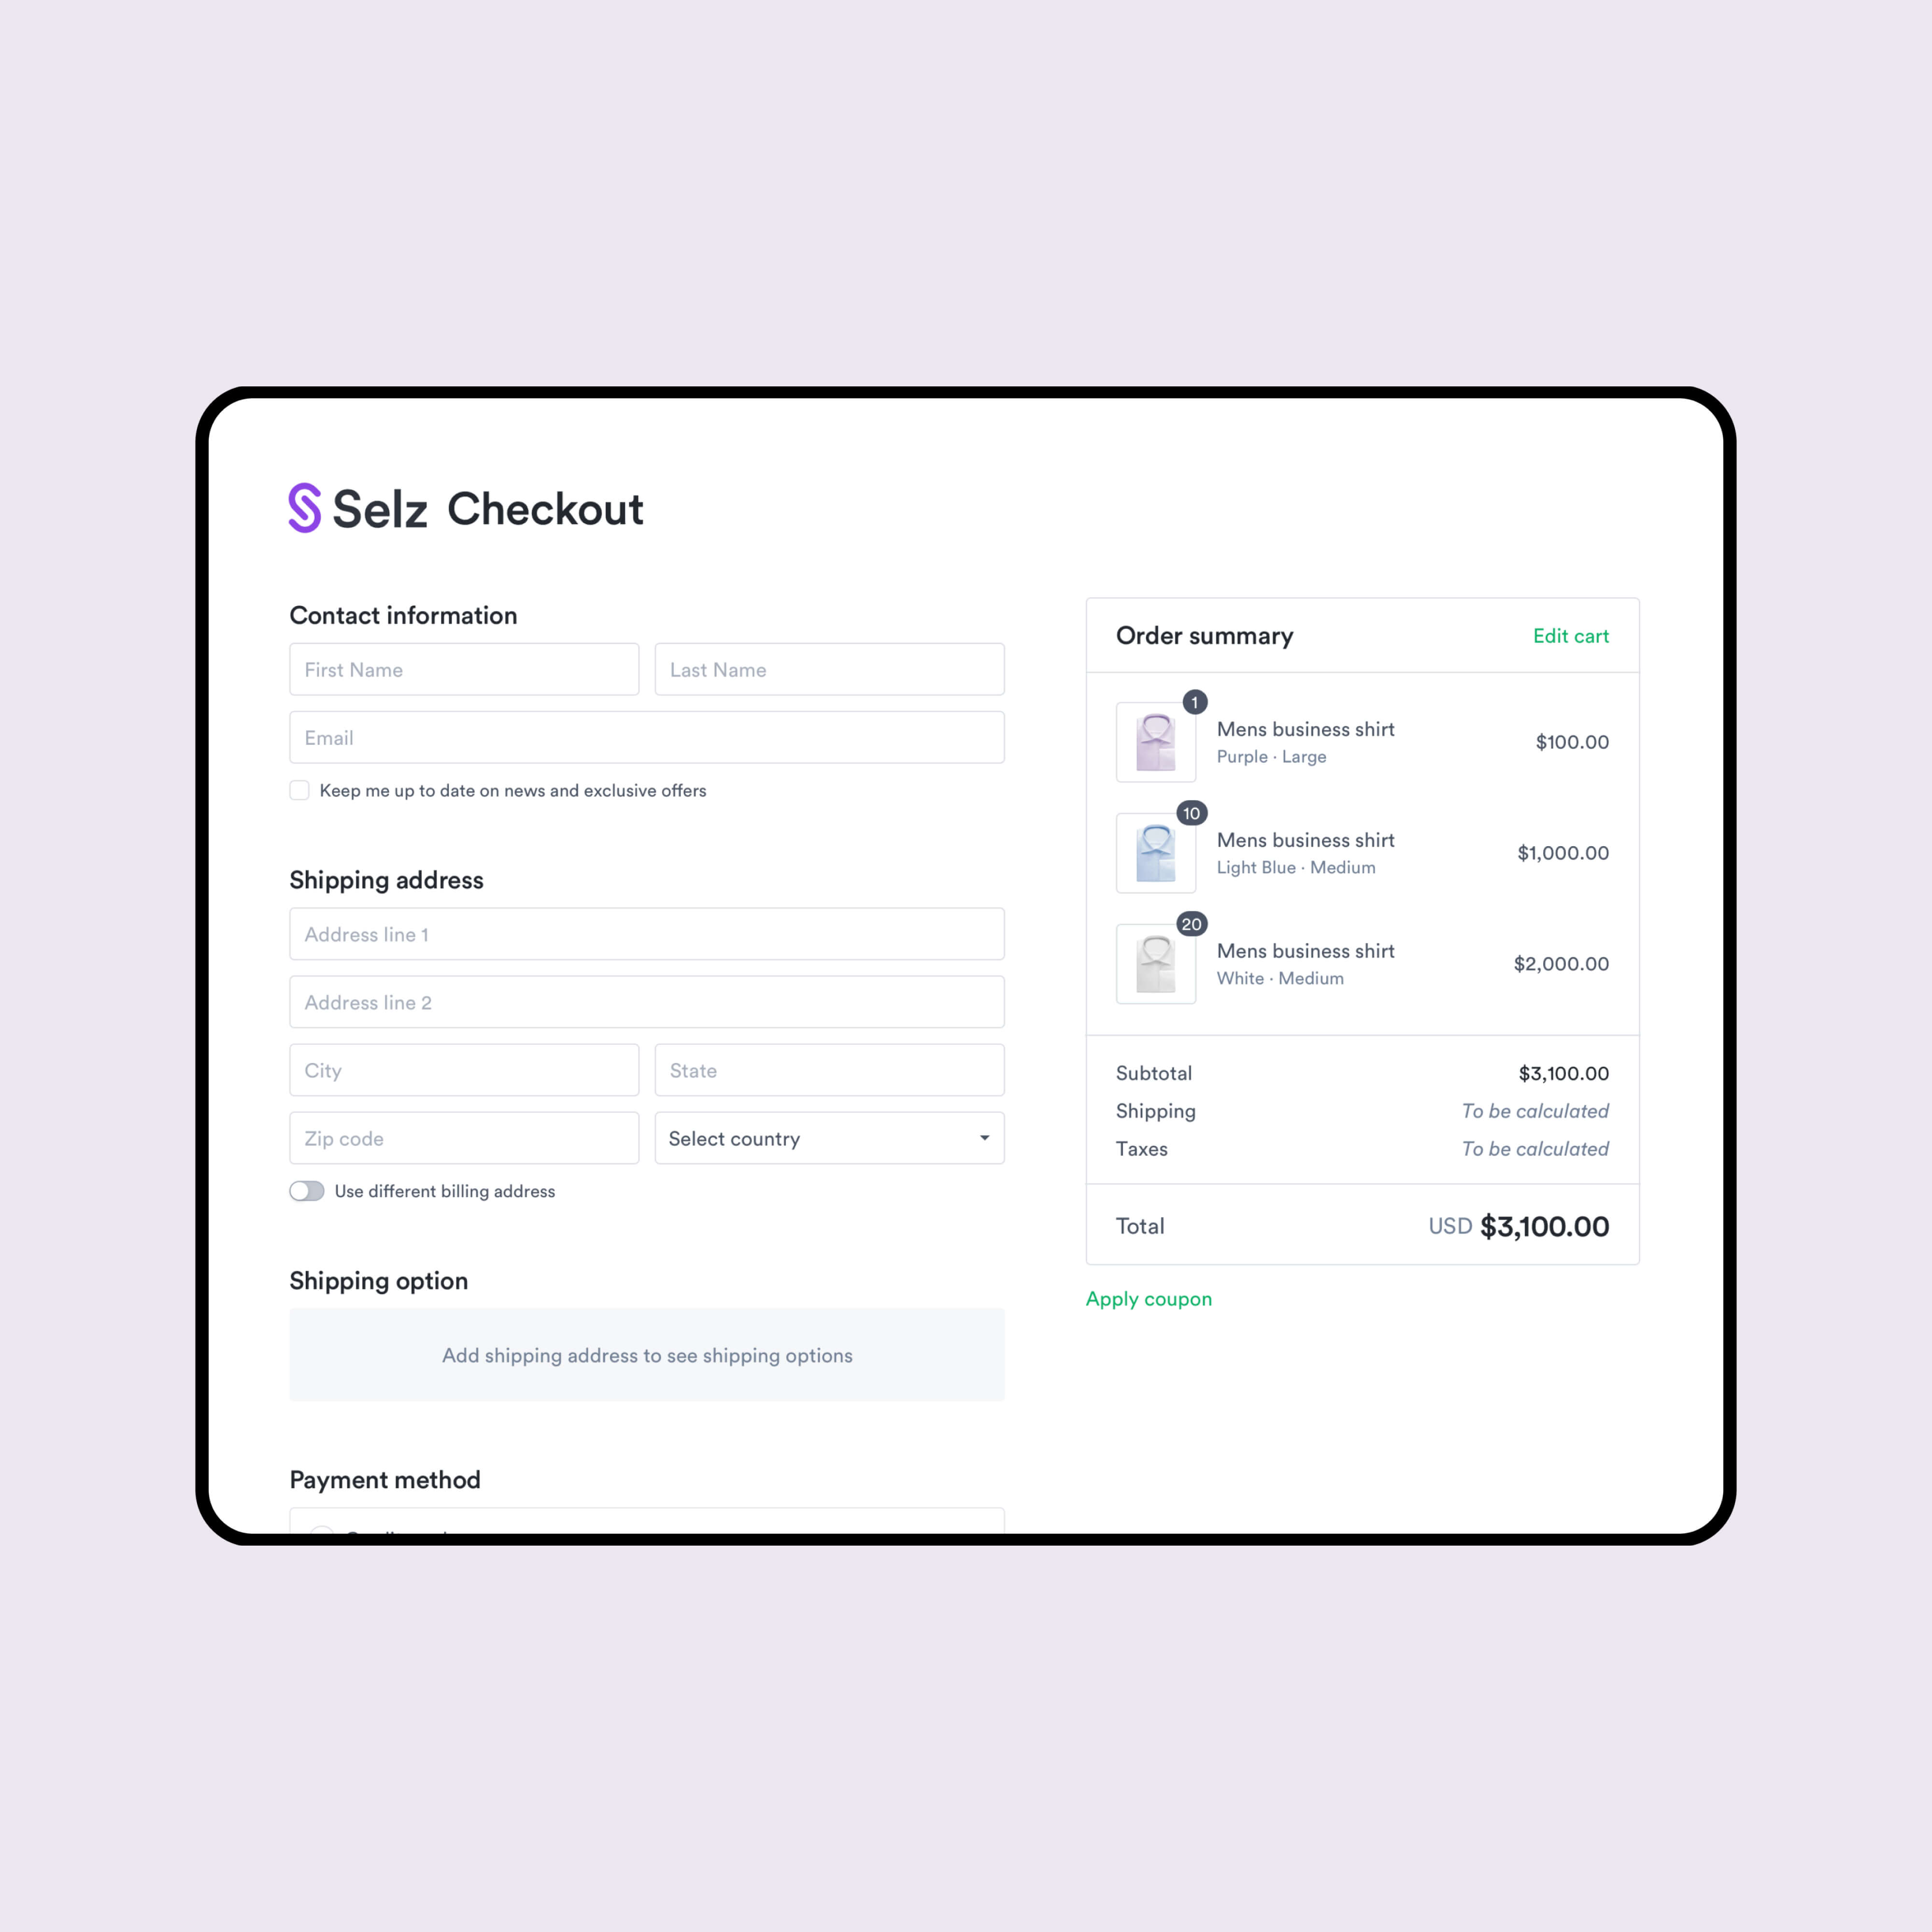 Selz Checkout
Contact information
First Name
Last Name
Email
Keep me up to date on news and exclusive offers
Shipping address
Address line 1
Address line 2
City
State
Zip code
Select country
Use different billing address
Shipping option
Add shipping address to see shipping options
Payment method
Order summary
Edit cart
1
Mens business shirt
Purple · Large
$100.00
10
Mens business shirt
Light Blue · Medium
$1,000.00
20
Mens business shirt
White · Medium
$2,000.00
Subtotal
$3,100.00
Shipping
To be calculated
Taxes
To be calculated
Total
USD $3,100.00
Apply coupon